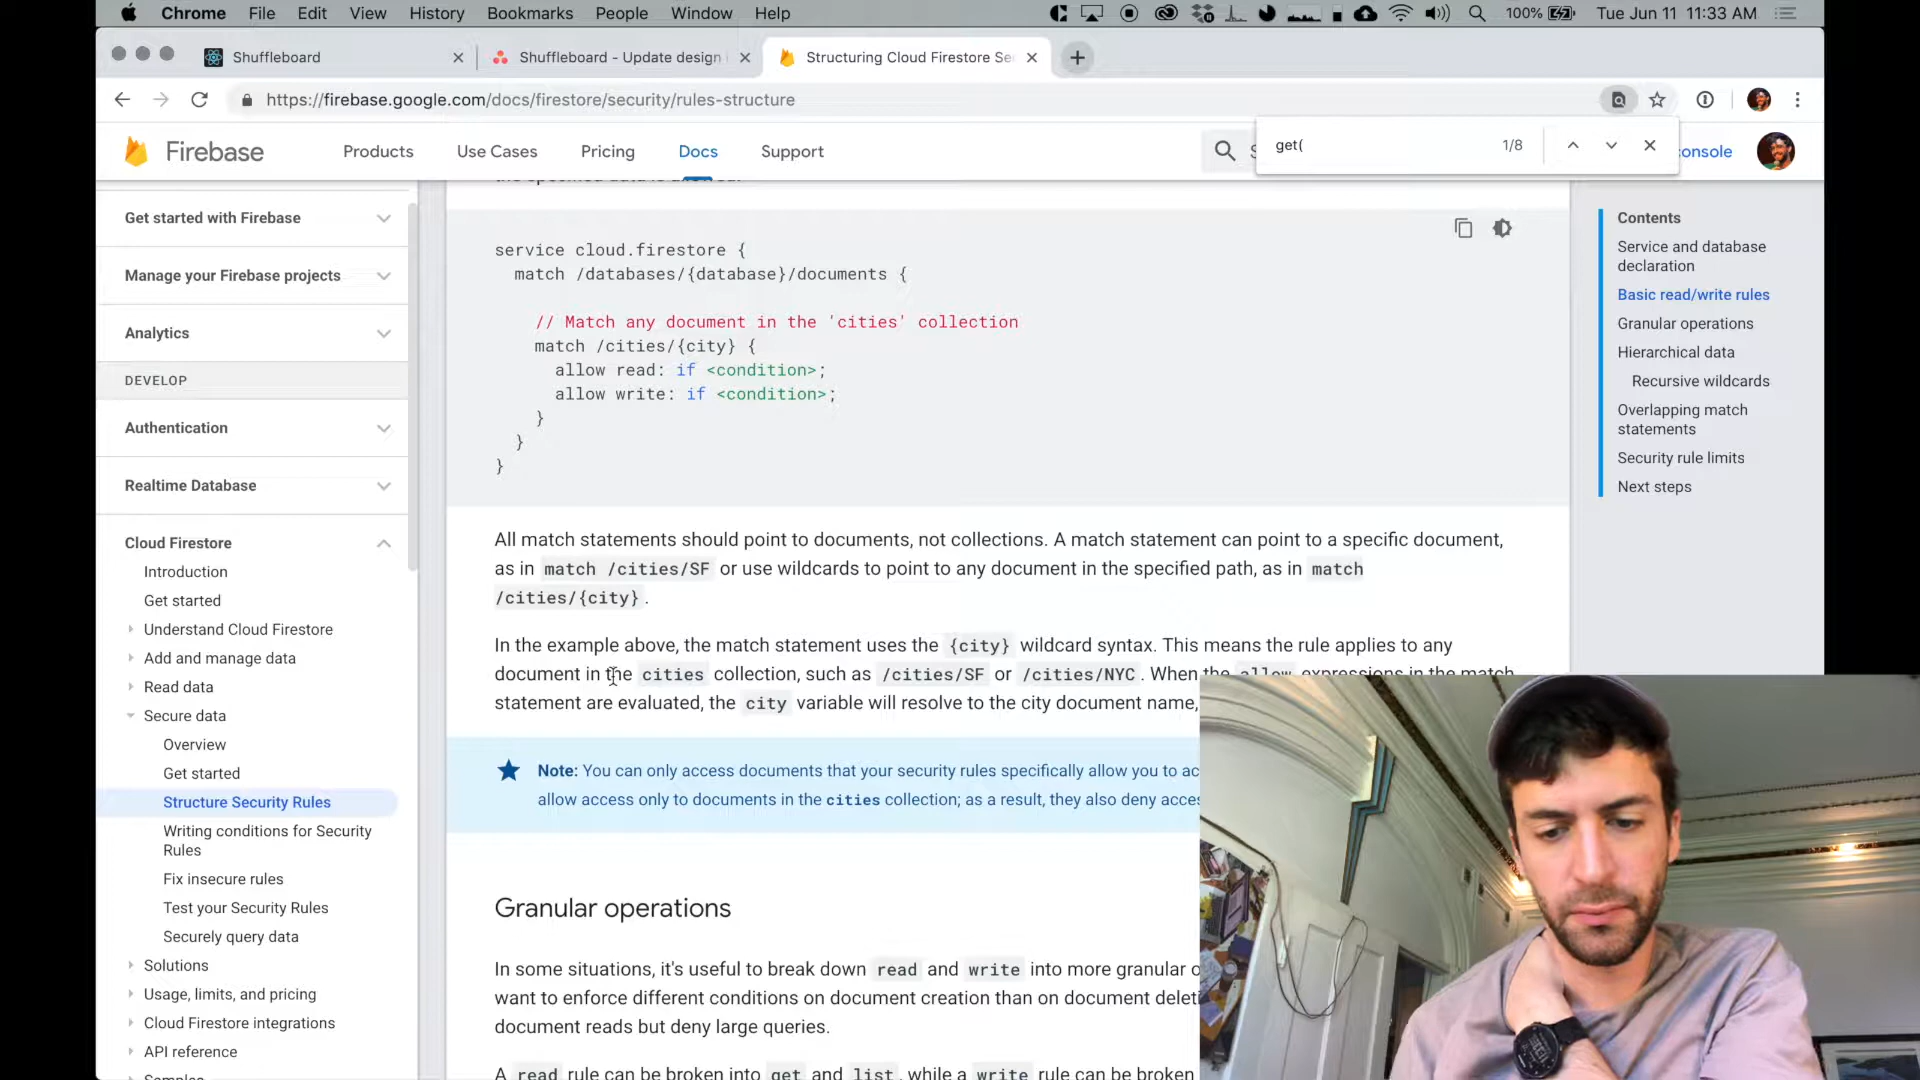 Chrome File Edit View History Bookmarks People Window Help 100% Tue Jun 11 11:33 AM
Shuffleboard
Shuffleboard - Update design
Structuring Cloud Firestore Se
https://firebase.google.com/docs/firestore/security/rules-structure
get( 1/8
Firebase Products Use Cases Pricing Docs Support console
Get started with Firebase
Manage your Firebase projects
Analytics
DEVELOP
Authentication
Realtime Database
Cloud Firestore
Introduction
Get started
Understand Cloud Firestore
Add and manage data
Read data
Secure data
Overview
Get started
Structure Security Rules
Writing conditions for Security
Rules
Fix insecure rules
Test your Security Rules
Securely query data
Solutions
Usage, limits, and pricing
Cloud Firestore integrations
API reference
service cloud.firestore {
match /databases/{database}/documents {
// Match any document in the 'cities' collection
match /cities/{city} {
allow read: if <condition>;
allow write: if <condition>;
}
}
}
All match statements should point to documents, not collections. A match statement can point to a specific document,
as in match /cities/SF or use wildcards to point to any document in the specified path, as in match
/cities/{city} .
In the example above, the match statement uses the {city} wildcard syntax. This means the rule applies to any
document in the cities collection, such as /cities/SF or /cities/NYC . When the allow expressions in the match
statement are evaluated, the city variable will resolve to the city document name,
Note: You can only access documents that your security rules specifically allow you to ac
allow access only to documents in the cities collection; as a result, they also deny acces
Granular operations
In some situations, it's useful to break down read and write into more granular o
want to enforce different conditions on document creation than on document deleti
document reads but deny large queries.
A read rule can be broken into get and list, while a write rule can be broken
Contents
Service and database
declaration
Basic read/write rules
Granular operations
Hierarchical data
Recursive wildcards
Overlapping match
statements
Security rule limits
Next steps